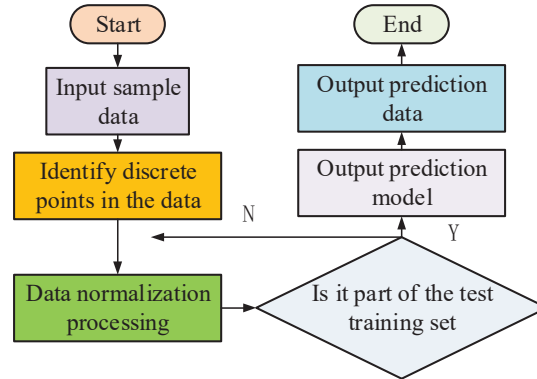 Start
Input sample
data
Identify discrete
points in the data
Data normalization
processing
Is it part of the test
training set
N
Y
Output prediction
model
Output prediction
data
End